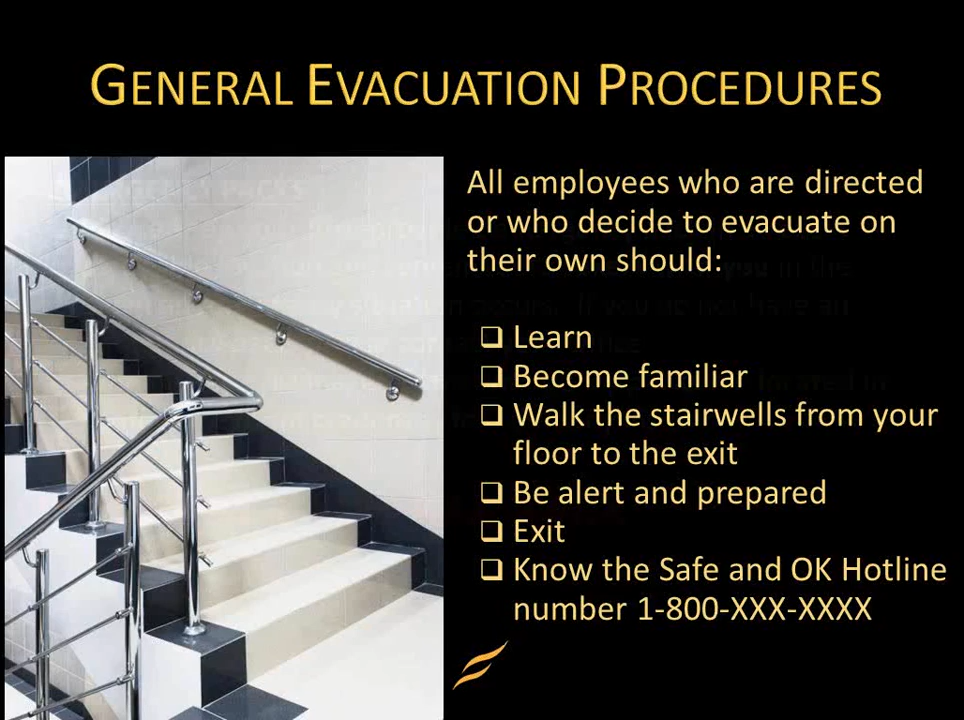 GENERAL EVACUATION PROCEDURES
All employees who are directed
or who decide to evacuate on
their own should:
❑ Learn
❑ Become familiar
❑ Walk the stairwells from your
floor to the exit
❑ Be alert and prepared
❑ Exit
❑ Know the Safe and OK Hotline
number 1-800-XXX-XXXX